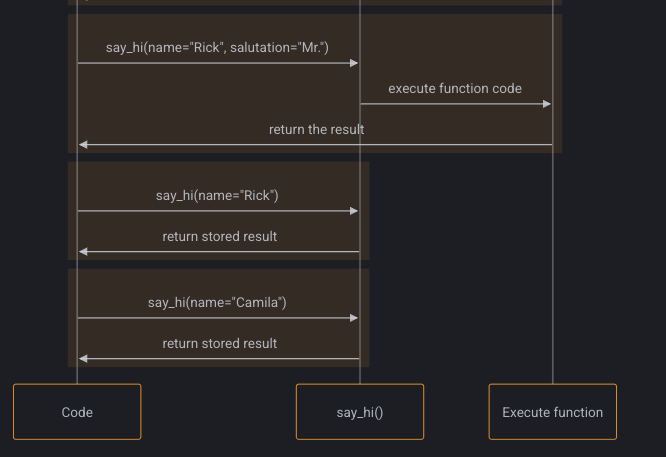 say_hi(name="Rick", salutation="Mr.")
execute function code
return the result
say_hi(name="Rick")
return stored result
say_hi(name="Camila")
return stored result
Code
say_hi()
Execute function